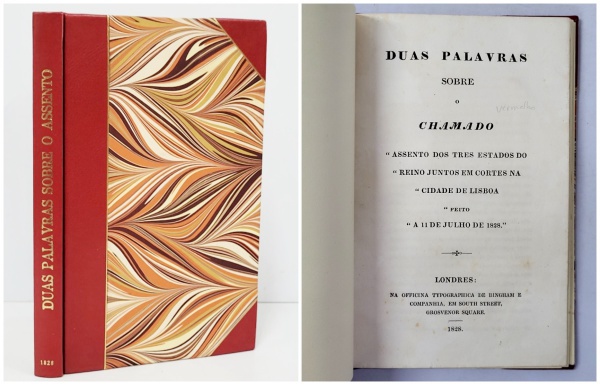 DUAS PALAVRAS SOBRE O ASSENTO
1828
DUAS PALAVRAS
SOBRE
O
CHAMADO
“ ASSENTO DOS TRES ESTADOS DO
“ REINO JUNTOS EM CORTES NA
“ CIDADE DE LISBOA
“ FEITO
“ A 11 DE JULHO DE 1828.”
LONDRES:
NA OFFICINA TYPOGRAPHICA DE BINGHAM E
COMPANHIA, EM SOUTH STREET,
GROSVENOR SQUARE.
1828.